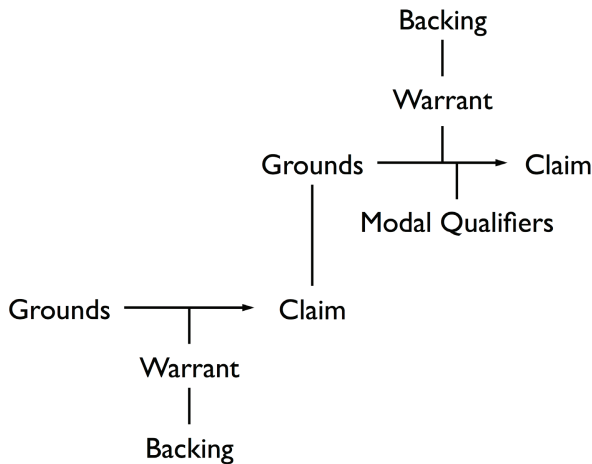 Backing
Warrant
Grounds
Claim
Modal Qualifiers
Grounds
Claim
Warrant
Backing